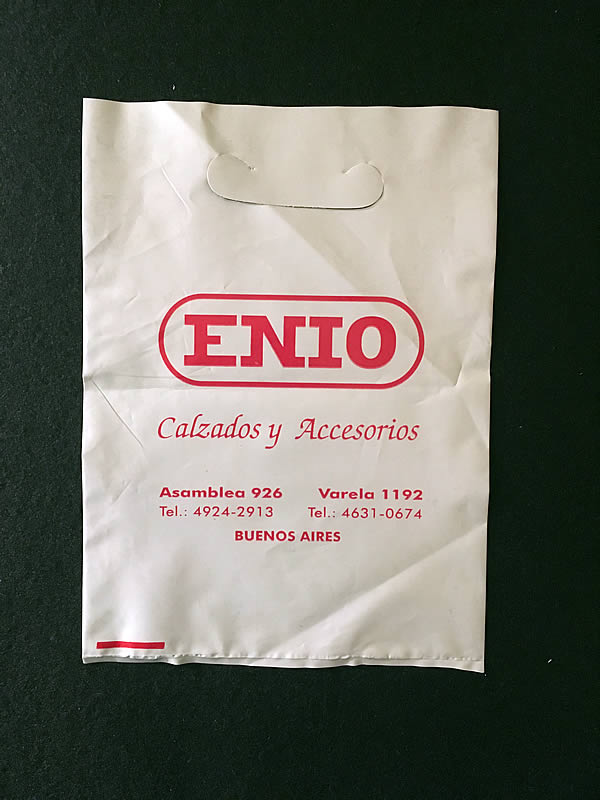 ENIO
Calzados y Accesorios
Asamblea 926 Varela 1192
Tel.: 4924-2913 Tel.: 4631-0674
BUENOS AIRES